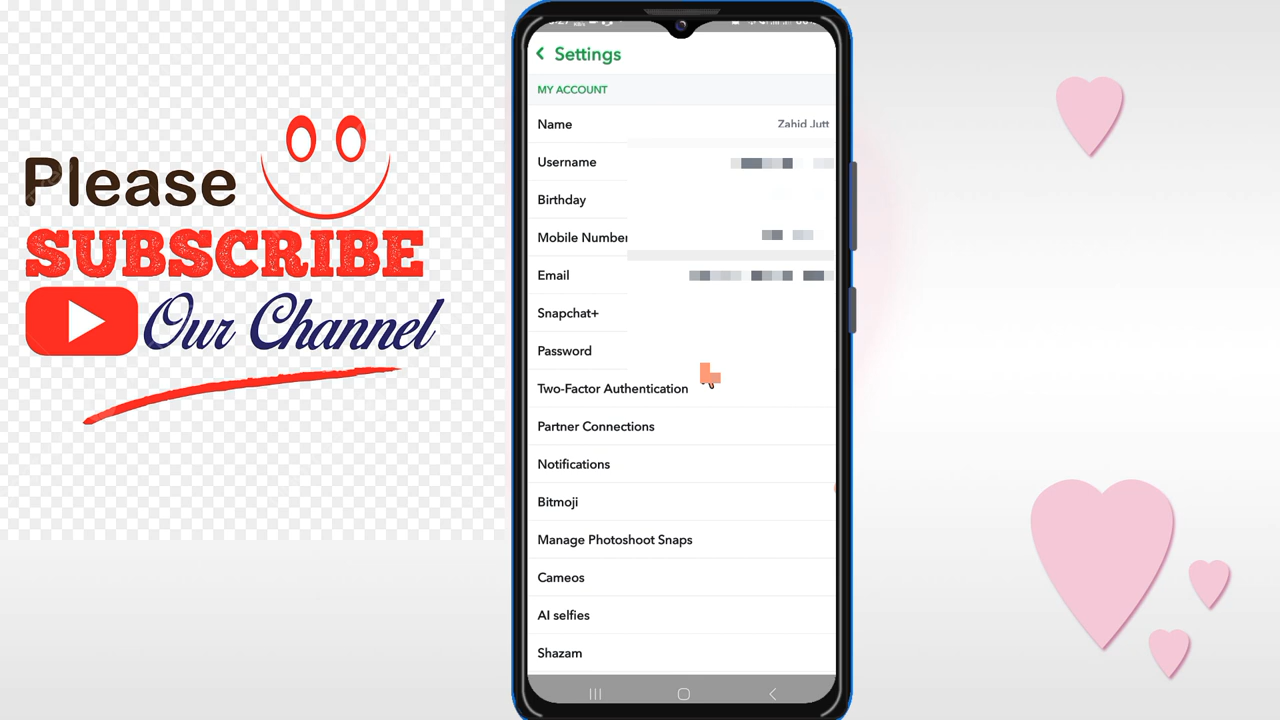 Please
SUBSCRIBE
Our Channel
Settings
MY ACCOUNT
Name Zahid Jutt
Username
Birthday
Mobile Number
Email
Snapchat+
Password
Two-Factor Authentication
Partner Connections
Notifications
Bitmoji
Manage Photoshoot Snaps
Cameos
AI selfies
Shazam